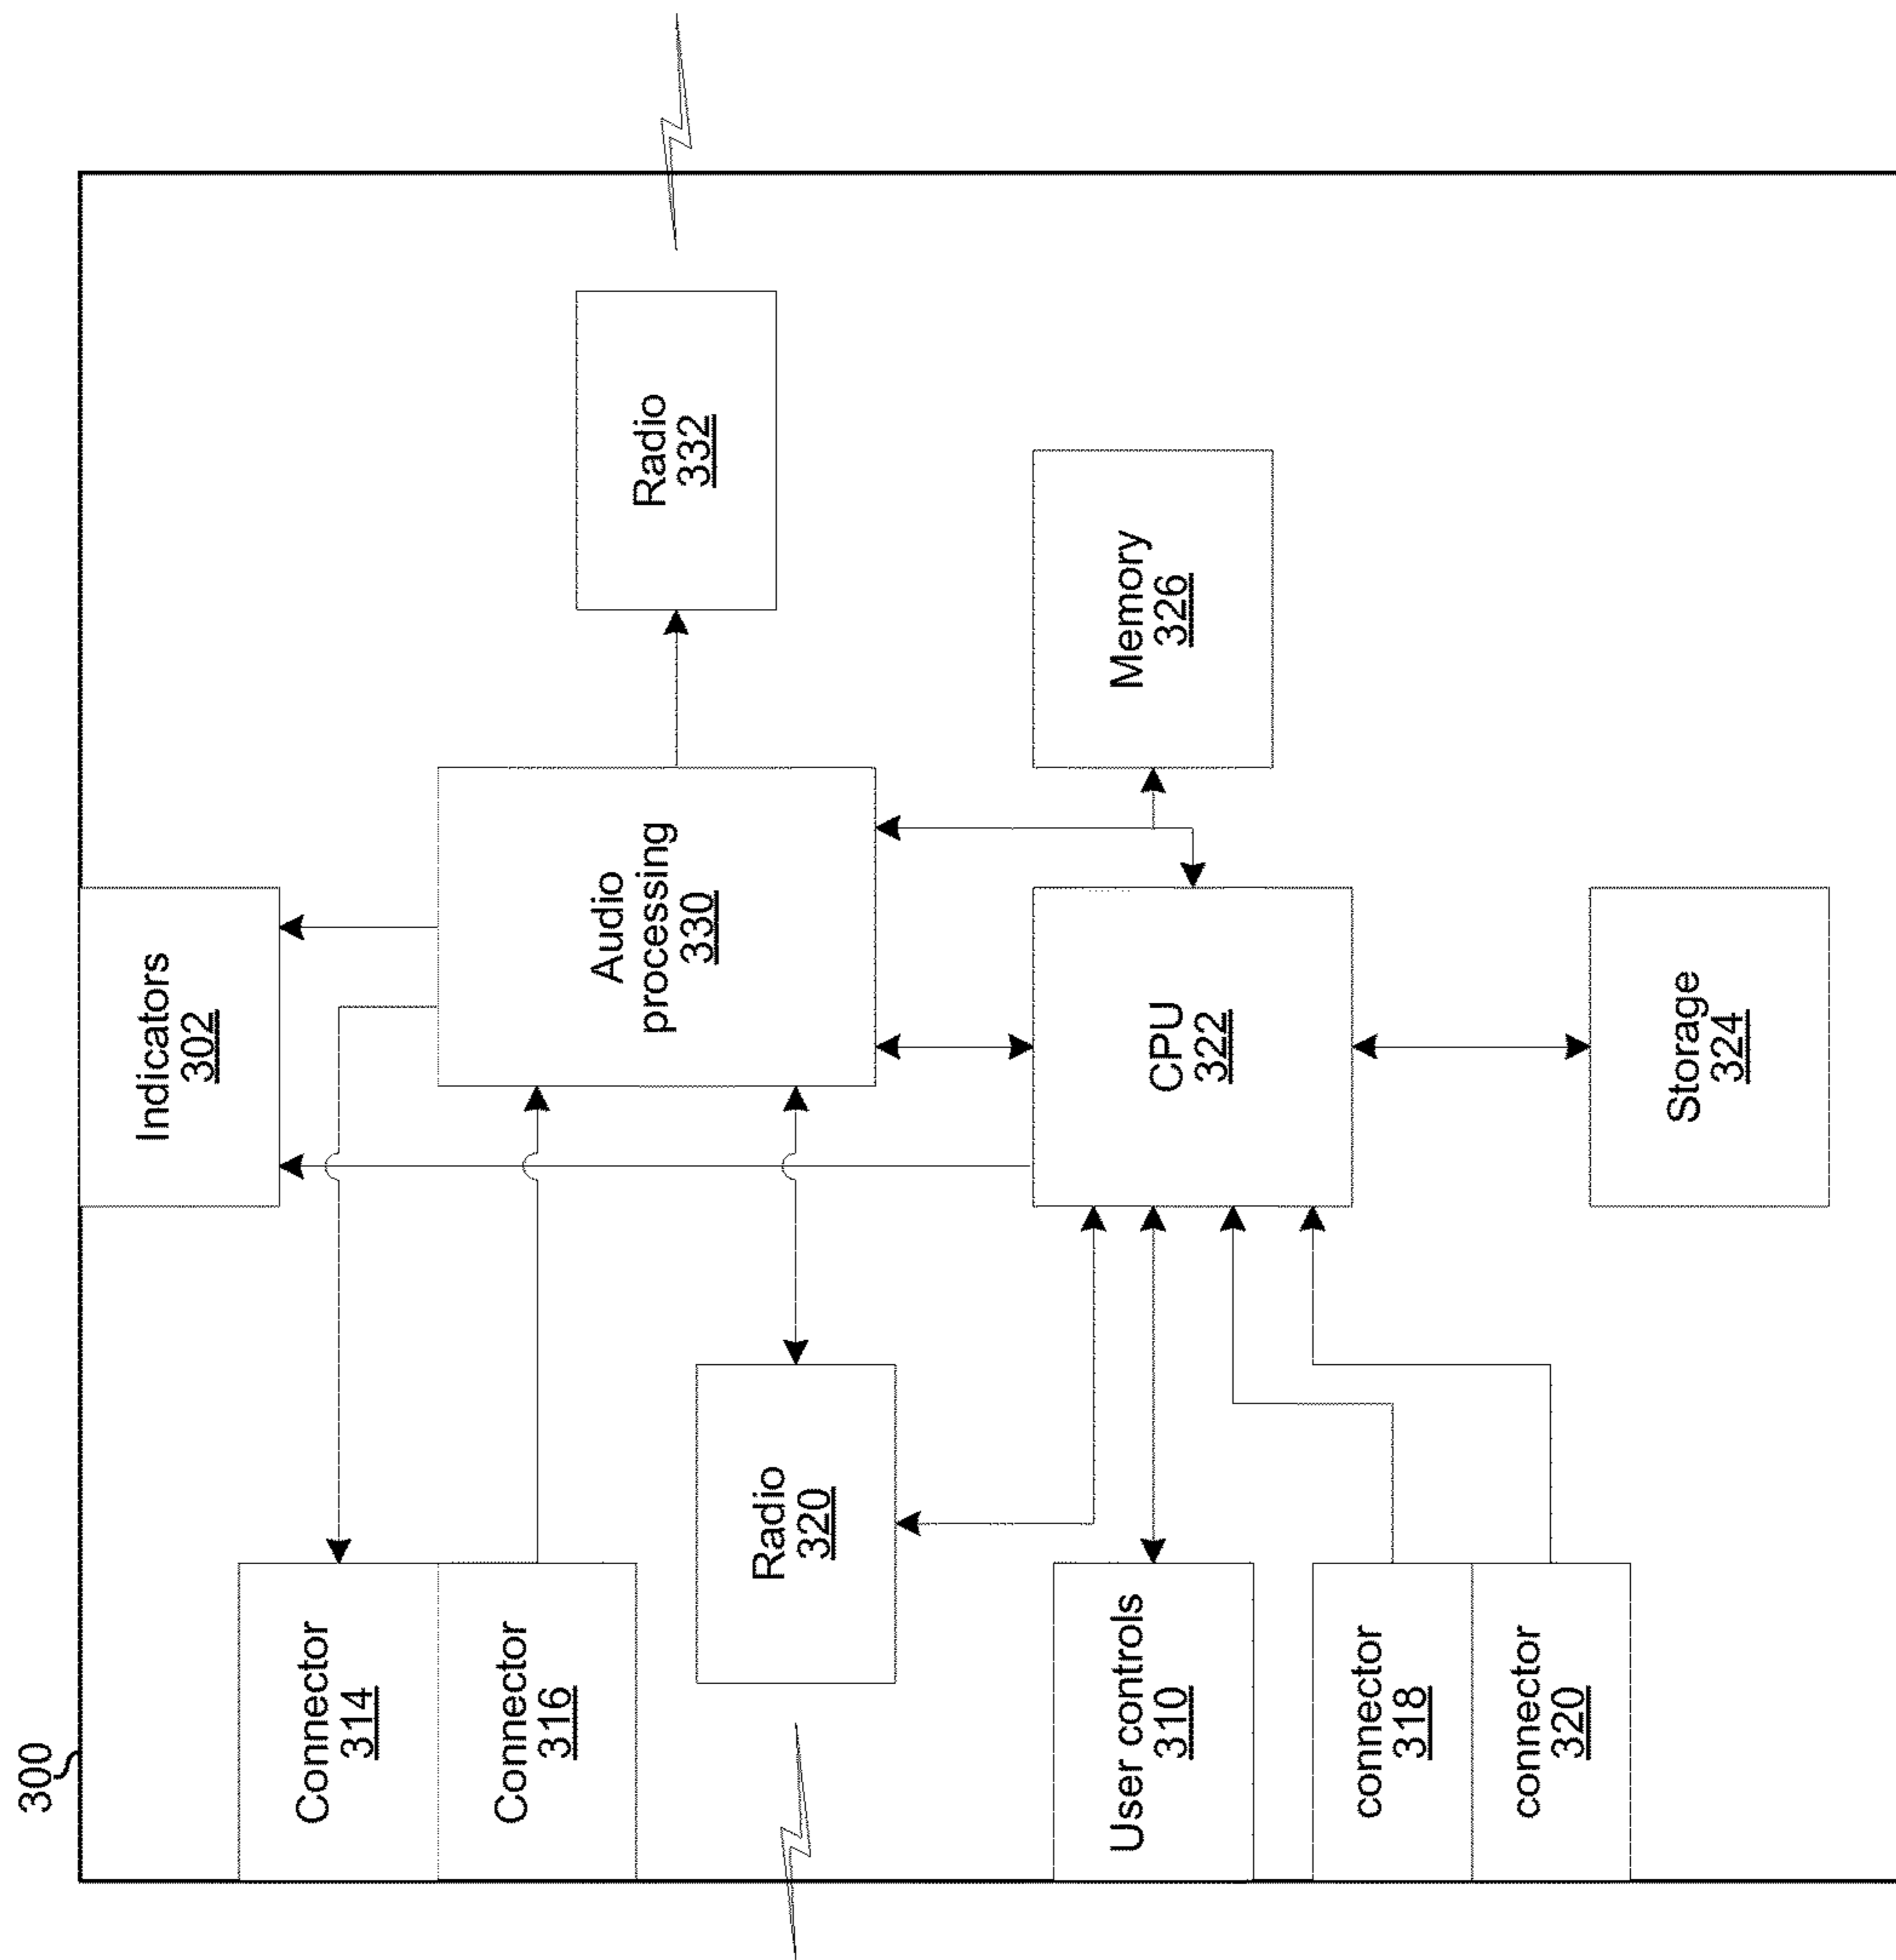 300
Indicators
302
Connector
314
Connector
316
Audio
processing
330
Radio
332
Radio
320
User controls
310
CPU
322
Memory
326
connector
318
connector
320
Storage
324